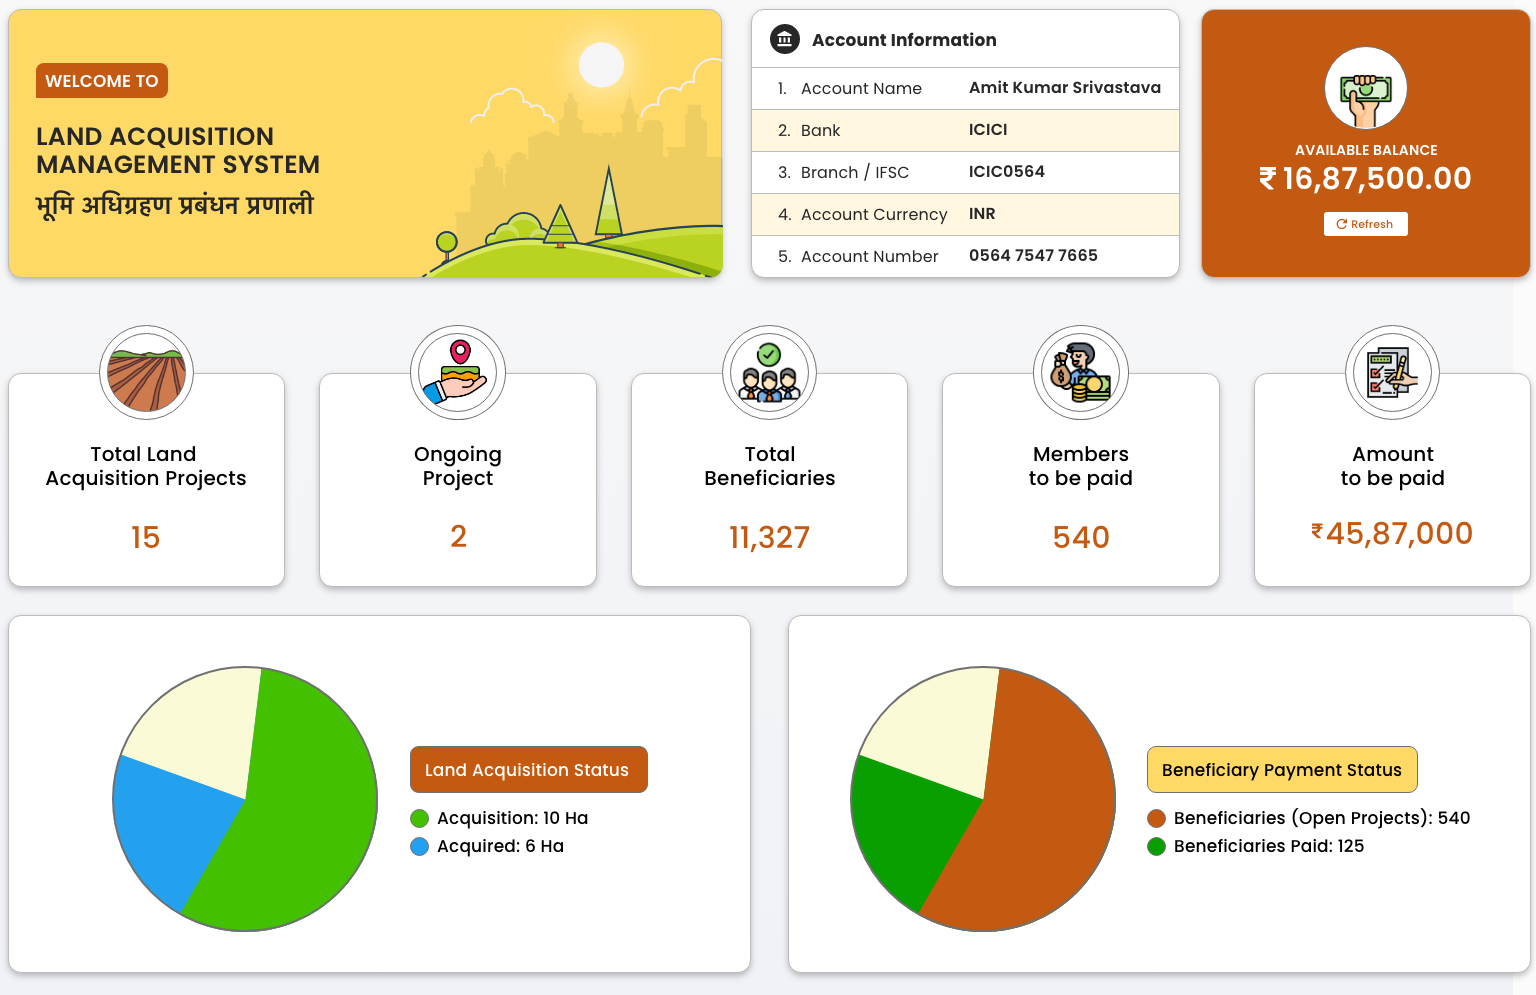 WELCOME TO
LAND ACQUISITION
MANAGEMENT SYSTEM
भूमि अधिग्रहण प्रबंधन प्रणाली
Account Information
1. Account Name Amit Kumar Srivastava
2. Bank ICICI
3. Branch / IFSC ICIC0564
4. Account Currency INR
5. Account Number 0564 7547 7665
AVAILABLE BALANCE
₹ 16,87,500.00
Refresh
Total Land
Acquisition Projects
15
Ongoing
Project
2
Total
Beneficiaries
11,327
Members
to be paid
540
Amount
to be paid
₹45,87,000
Land Acquisition Status
Acquisition: 10 Ha
Acquired: 6 Ha
Beneficiary Payment Status
Beneficiaries (Open Projects): 540
Beneficiaries Paid: 125